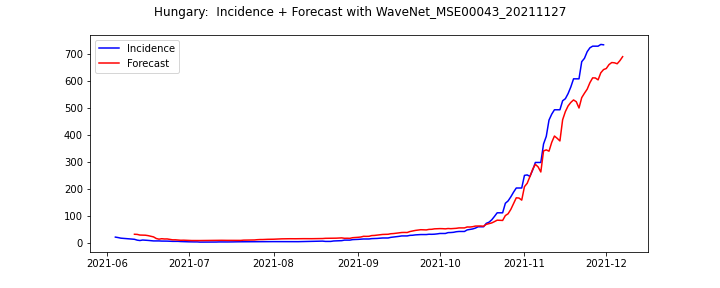 Hungary:  Incidence + Forecast with WaveNet_MSE00043_20211127
Incidence
Forecast
700
600
500
400
300
200
100
0
2021-06 2021-07 2021-08 2021-09 2021-10 2021-11 2021-12